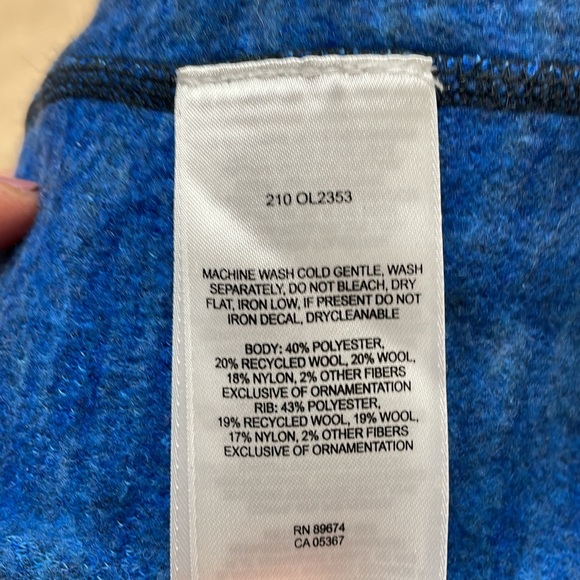 210 OL2353
MACHINE WASH COLD GENTLE, WASH
SEPARATELY, DO NOT BLEACH, DRY
FLAT, IRON LOW, IF PRESENT DO NOT
IRON DECAL, DRYCLEANABLE
BODY: 40% POLYESTER,
20% RECYCLED WOOL, 20% WOOL,
18% NYLON, 2% OTHER FIBERS
EXCLUSIVE OF ORNAMENTATION
RIB: 43% POLYESTER,
19% RECYCLED WOOL, 19% WOOL,
17% NYLON, 2% OTHER FIBERS
EXCLUSIVE OF ORNAMENTATION
RN 89674
CA 05367